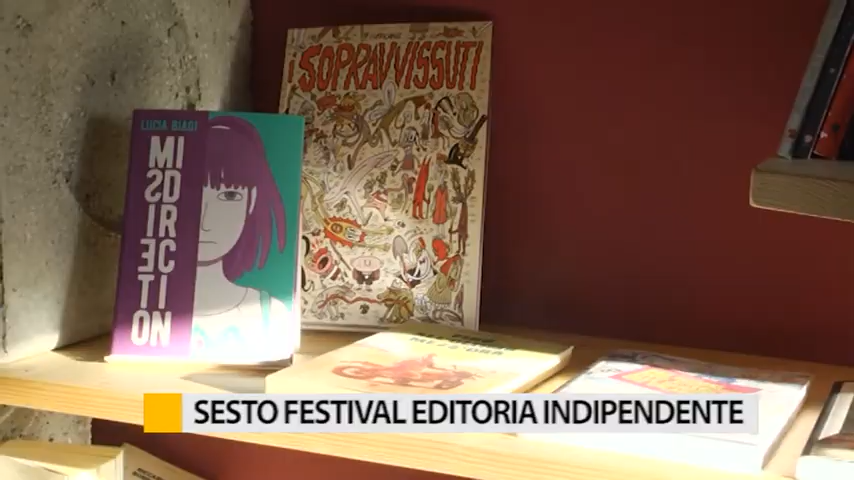 I SOPRAVVISSUTI
LUCIA BIAGI
MISDIRECTION
SESTO FESTIVAL EDITORIA INDIPENDENTE